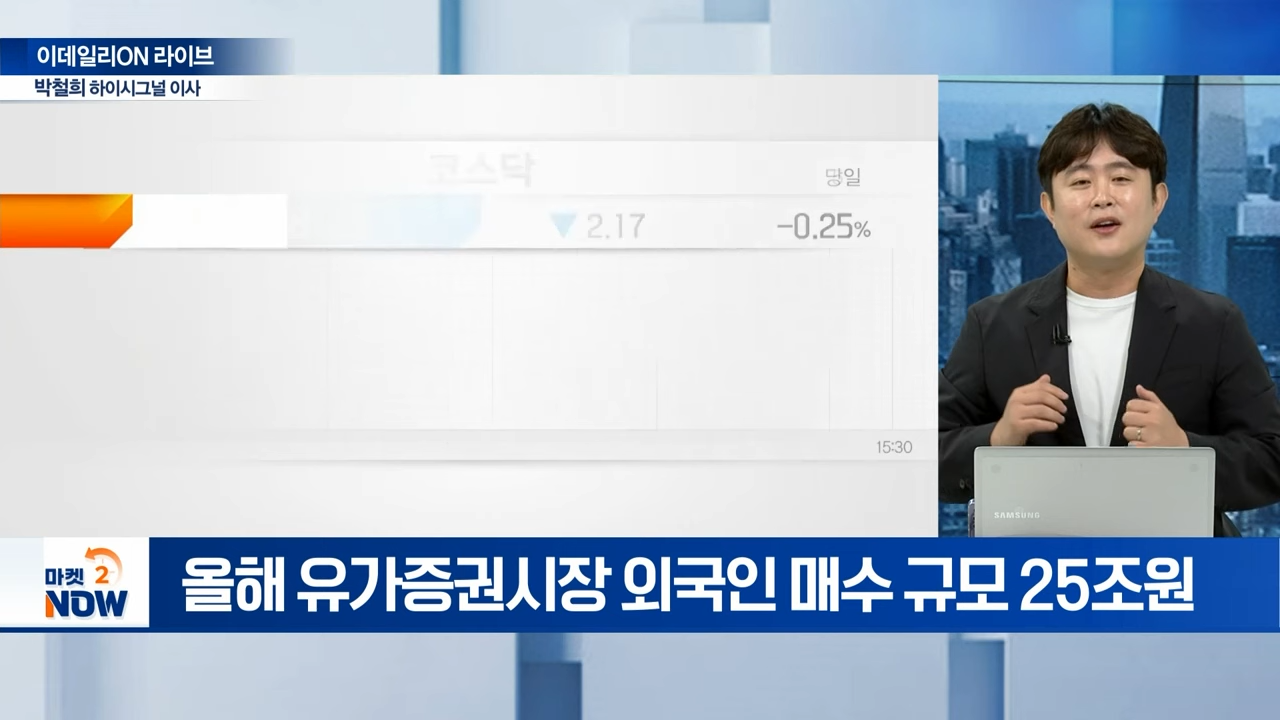 이데일리ON 라이브
박철희 하이시그널 이사
코스닥
당일
▼2.17
-0.25%
15:30
SAMSUNG
마켓 2
NOW
올해 유가증권시장 외국인 매수 규모 25조원